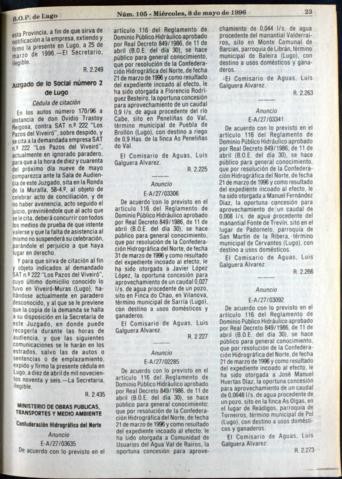 B.O.P. de Lugo
Núm. 105 - Miércoles, 8 de mayo de 1996
23
esta Provincia, a fin de que sirva de
notificación a la empresa, extiendo y
firmo la presente en Lugo, a 25 de
marzo de 1996.—El Secretario,
ilegible.
R. 2.249
Juzgado de lo Social número 2
de Lugo
Cédula de citación
En los autos número 170/96 a
instancia de don Ovidio Trastoy
Reigosa, contra SAT n.º 222 "Los
Pazos del Viveiró", sobre despido, y
se cita a la demandada empresa SAT
n.º 222 "Los Pazos del Viveiró",
actualmente en ignorado paradero,
para que a la hora de diez y cuarenta
del próximo día nueve de mayo
comparezca ante la Sala de Audien-
cia de este Juzgado, sito en la Ronda
de la Muralla, 98-4.º, al objeto de
celebrar acto de conciliación, y de
no haber avenencia, acto seguido el
juicio, previniéndole que al acto que
le cita, deberá concurrir con todos
los medios de prueba de que intente
valerse y que la falta de asistencia al
mismo no suspenderá su celebración,
parándole el perjuicio a que haya
lugar en derecho.
Y para que sirva de citación al fin
y objeto indicados al demandado
SAT n.º 222 "Los Pazos del Viveiró",
cuyo último domicilio conocido lo
tuvo en Viveiró-Muras (Lugo), ha-
llándose actualmente en paradero
desconocido, y al que se le previene
que la copia de la demanda se halla
a su disposición en la Secretaría de
este Juzgado, en donde puede
recogerla durante las horas de
audiencia, y que las siguientes
comunicaciones se le harán en los
estrados, salvo las de autos o
sentencias o de emplazamiento,
expido y firmo la presente cédula en
Lugo, a diez de abril de mil novecien-
tos noventa y seis.—La Secretaria,
ilegible.
R. 2.435
MINISTERIO DE OBRAS PUBLICAS,
TRANSPORTES Y MEDIO AMBIENTE
Confederación Hidrográfica del Norte
Anuncio
E-A/27/03635
De acuerdo con lo previsto en el
artículo 116 del Reglamento de
Dominio Público Hidráulico aprobado
por Real Decreto 849/1986, de 11 de
abril (B.O.E. del día 30), se hace
público para general conocimiento,
que por resolución de la Confedera-
ción Hidrográfica del Norte, de fecha
21 de marzo de 1996 y como resultado
del expediente incoado al efecto, le
ha sido otorgada a Florencio Rodrí-
guez Besteiro, la oportuna concesión
para aprovechamiento de un caudal
0,9 l/s. de agua procedente del río
Cabe, sito en Peneliñas do Val,
término municipal de Puebla de
Brollón (Lugo), con destino a riego
de 0,9 Has. de la finca As Peneliñas
do Val.
El Comisario de Aguas, Luis
Galguera Alvarez.
R. 2.225
Anuncio
E-A/27/03306
De acuerdo con lo previsto en el
artículo 116 del Reglamento de
Dominio Público Hidráulico aprobado
por Real Decreto 849/1986, de 11 de
abril (B.O.E. del día 30), se hace
público para general conocimiento,
que por resolución de la Confedera-
ción Hidrográfica del Norte, de fecha
21 de marzo de 1996 y como resultado
del expediente incoado al efecto, le
ha sido otorgada a Javier López
López, la oportuna concesión para
aprovechamiento de un caudal 0,027
l/s. de agua procedente de un pozo,
sito en Finca do Chao, en Vilanova,
término municipal de Sarria (Lugo),
con destino a usos domésticos y
ganaderos.
El Comisario de Aguas, Luis
Galguera Alvarez.
R. 2.227
Anuncio
E-A/27/02285
De acuerdo con lo previsto en el
artículo 116 del Reglamento de
Dominio Público Hidráulico aprobado
por Real Decreto 849/1986, de 11 de
abril (B.O.E. del día 30), se hace
público para general conocimiento,
que por resolución de la Confedera-
ción Hidrográfica del Norte, de fecha
21 de marzo de 1996 y como resultado
del expediente incoado al efecto, le
ha sido otorgada a Comunidad de
Usuarios del Agua Val de Rairos, la
oportuna concesión para aprove-
chamiento de 0,044 l/s, de agua
procedente del manantial Valdeira-
rios, sito en Monte Comunal de
Marcias, parroquia de Librán, término
municipal de Baleira (Lugo), con
destino a usos domésticos y gana-
deros.
El Comisario de Aguas, Luis
Galguera Alvarez.
R. 2.263
Anuncio
E-A/27/03341
De acuerdo con lo previsto en el
artículo 116 del Reglamento de
Dominio Público Hidráulico aprobado
por Real Decreto 849/1986, de 11 de
abril (B.O.E. del día 30), se hace
público para general conocimiento,
que por resolución de la Confedera-
ción Hidrográfica del Norte, de fecha
21 de marzo de 1996 y como resultado
del expediente incoado al efecto, le
ha sido otorgada a Manuel Fernández
Díaz, la oportuna concesión para
aprovechamiento de un caudal de
0,068 l/s. de agua procedente del
manantial Fonte de Trevín, sito en el
lugar de Padornelo, parroquia de
San Martín de la Ribera, término
municipal de Cervantes (Lugo), con
destino a usos domésticos.
El Comisario de Aguas, Luis
Galguera Alvarez.
R. 2.266
Anuncio
E-A/27/03092
De acuerdo con lo previsto en el
artículo 116 del Reglamento de
Dominio Público Hidráulico aprobado
por Real Decreto 849/1986, de 11 de
abril (B.O.E. del día 30), se hace
público para general conocimiento,
que por resolución de la Confedera-
ción Hidrográfica del Norte, de fecha
21 de marzo de 1996 y como resultado
del expediente incoado al efecto, le
ha sido otorgada a José Manuel
Huertas Díaz, la oportuna concesión
para aprovechamiento de un caudal
de 0,0648 l/s, de agua procedente de
un pozo, sito en la finca As Oigas, en
el lugar de Reádigos, parroquia de
Torneiros, término municipal de Pol
(Lugo), con destino a usos domésti-
cos y ganaderos.
El Comisario de Aguas, Luis
Galguera Alvarez.
R. 2.273